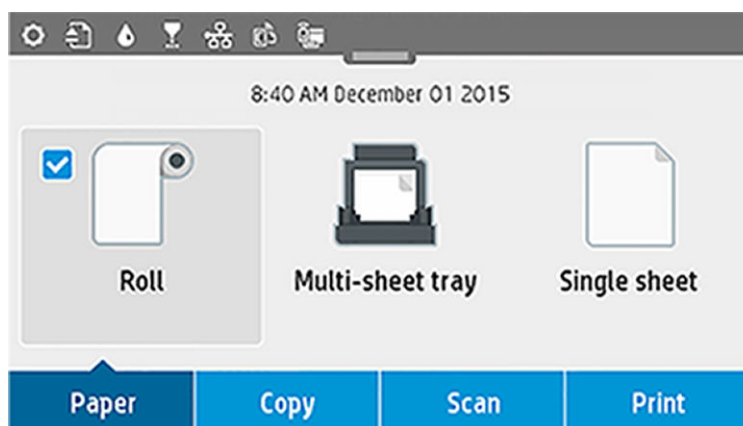 8:40 AM December 01 2015
Roll Multi-sheet tray Single sheet
Paper Copy Scan Print